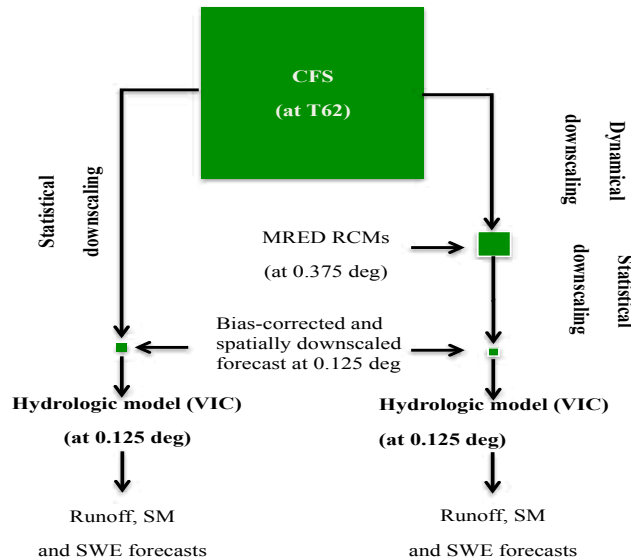 CFS
(at T62)
Statistical
downscaling
Dynamical
downscaling
MRED RCMs
(at 0.375 deg)
Statistical
downscaling
Bias-corrected and
spatially downscaled
forecast at 0.125 deg
Hydrologic model (VIC)
(at 0.125 deg)
Hydrologic model (VIC)
(at 0.125 deg)
Runoff, SM
and SWE forecasts
Runoff, SM
and SWE forecasts